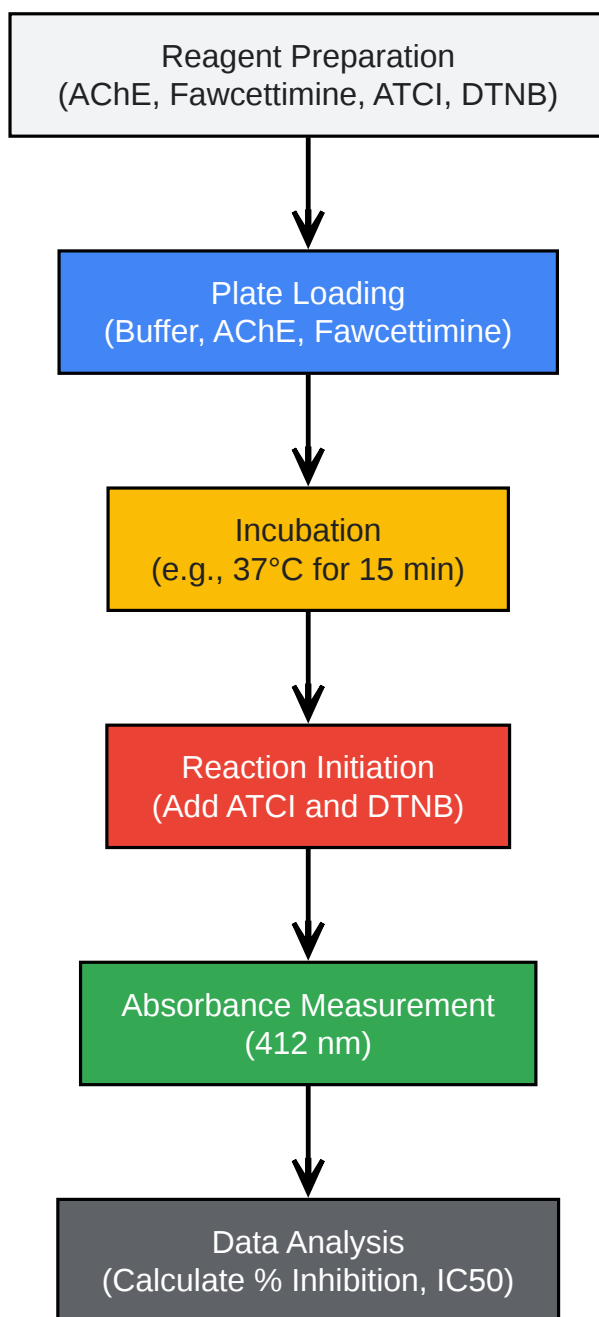 Reagent Preparation
(AChE, Fawcettimine, ATCI, DTNB)
Plate Loading
(Buffer, AChE, Fawcettimine)
Incubation
(e.g., 37°C for 15 min)
Reaction Initiation
(Add ATCI and DTNB)
Absorbance Measurement
(412 nm)
Data Analysis
(Calculate % Inhibition, IC50)